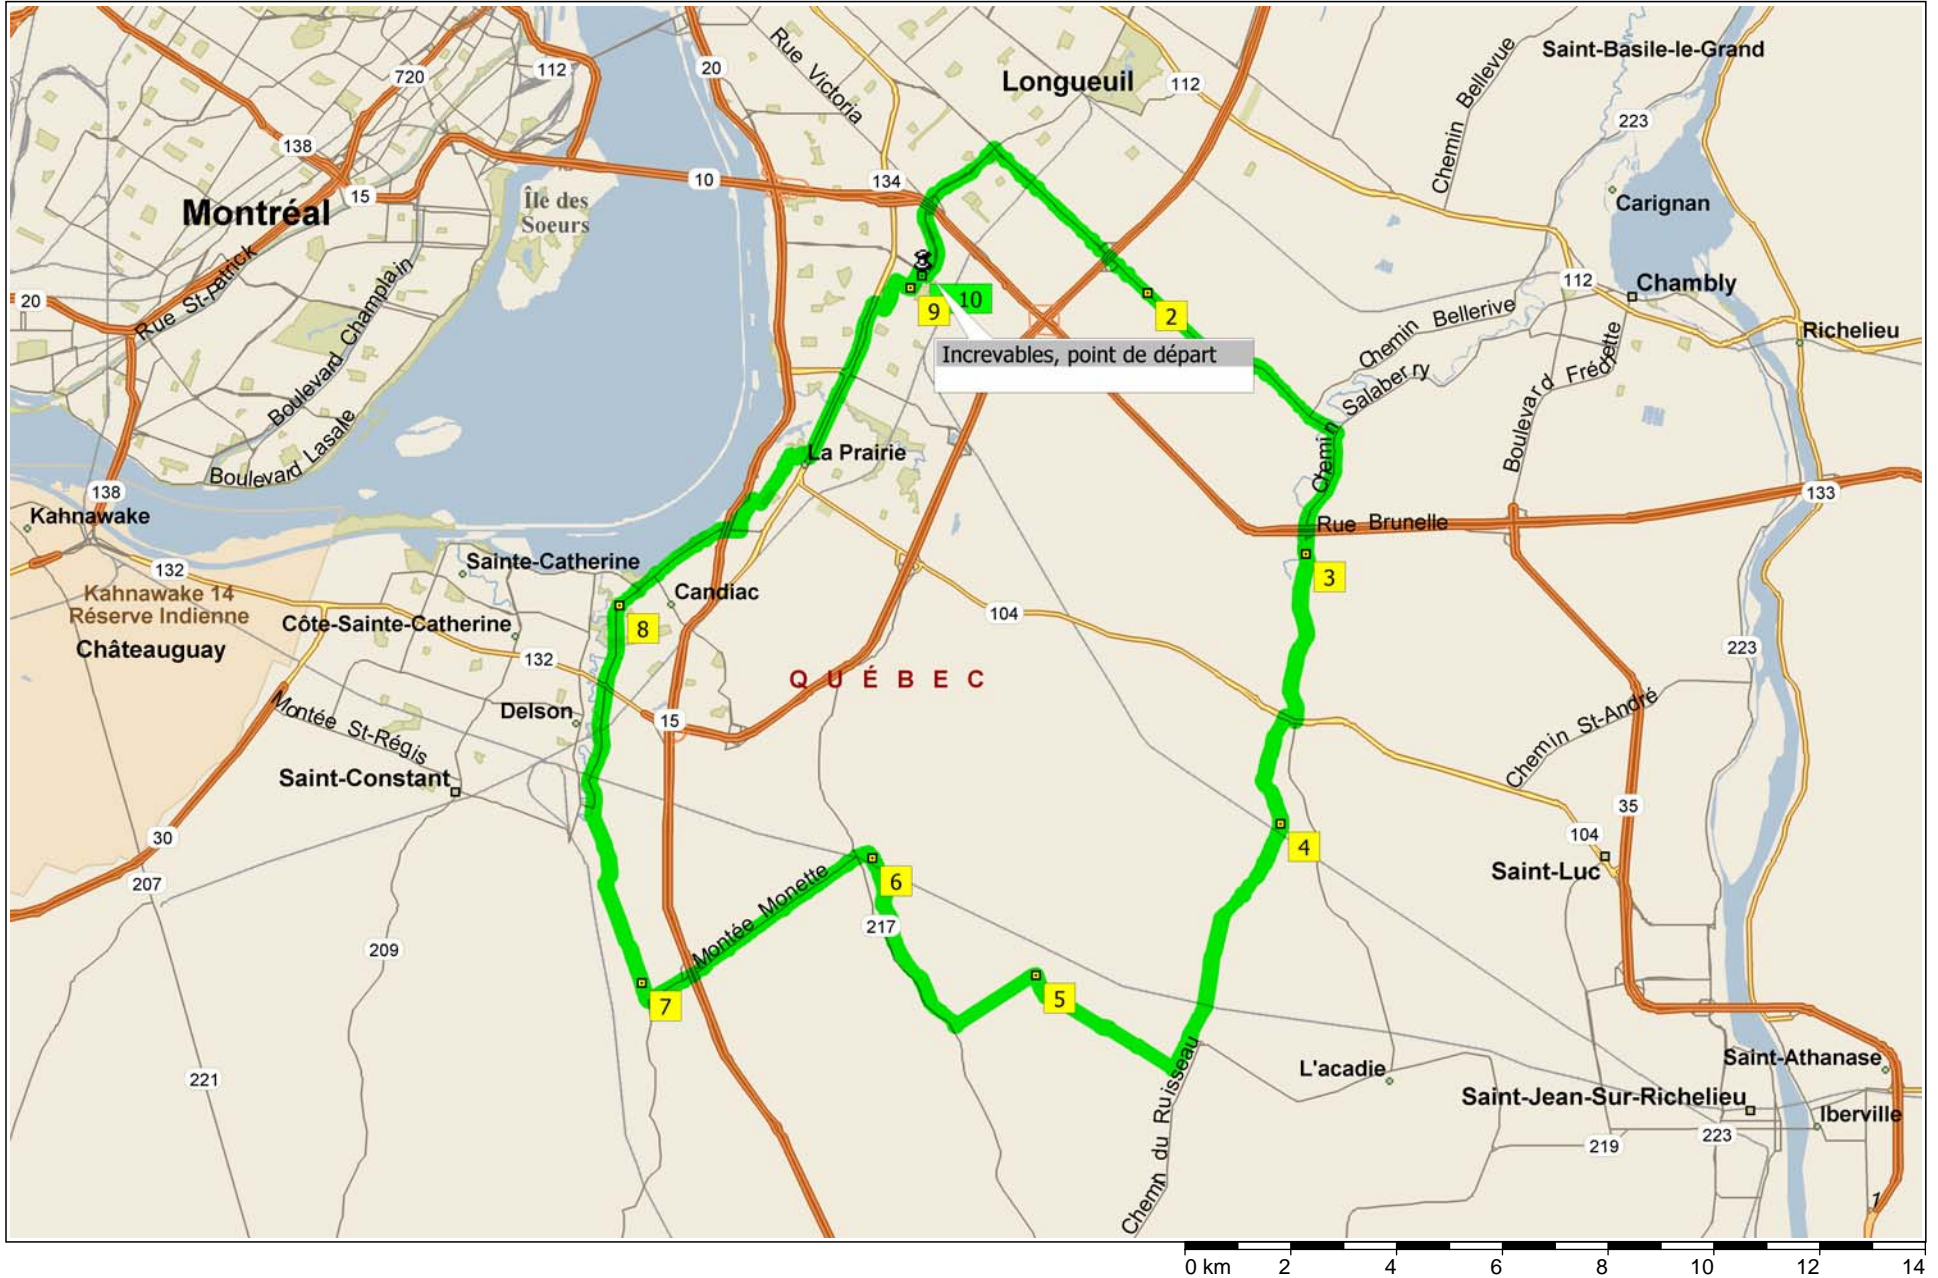 Saint-Basile-le-Grand
Rue Victoria
112
20
720
Longueuil
112
Chemin Bellevue
223
138
15
10
134
Île des
Soeurs
Montréal
Carignan
Rue St-Patrick
Boulevard Champlain
20
112
Chambly
10
9
2
Chemin Bellerive
Richelieu
Increvables, point de départ
Boulevard Fréchette
Chemin Salaberry
Boulevard Lasalle
La Prairie
138
133
Kahnawake
Rue Brunelle
Sainte-Catherine
132
Kahnawake 14
Réserve Indienne
Candiac
3
104
Côte-Sainte-Catherine
8
Châteauguay
132
223
QUÉBEC
Delson
15
Montée St-Régis
Chemin St-André
Saint-Constant
35
30
104
4
Saint-Luc
207
6
Montée Monette
217
209
5
7
221
Chemn du Ruisseau
L'acadie
Saint-Athanase
Saint-Jean-Sur-Richelieu
Iberville
223
219
1
0 km 2 4 6 8 10 12 14